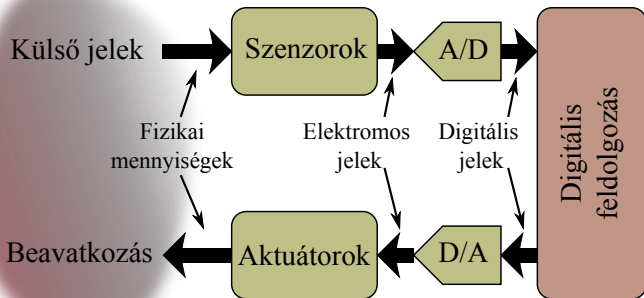 Külső jelek
Szenzorok
A/D
Fizikai
mennyiségek
Elektromos
jelek
Digitális
jelek
Digitális
feldolgozás
Beavatkozás
Aktuátorok
D/A